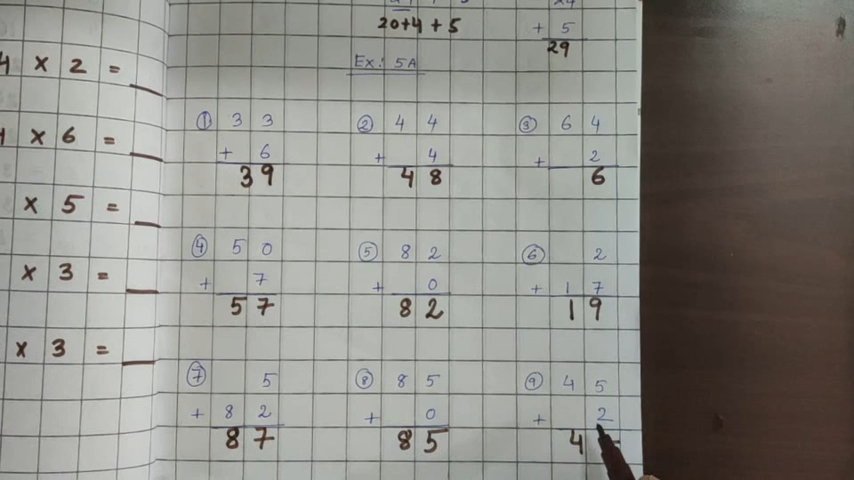 20+4 + 5
+ 5
29
Ex: 5A
4 x 2 =
x 6 =
x 5 =
x 3 =
x 3 =
① 3 3
+ 6
3 9
② 4 4
+ 4
4 8
③ 6 4
+ 2
6
④ 5 0
+ 7
5 7
⑤ 8 2
+ 0
8 2
⑥ 2
+ 1 7
1 9
⑦ 5
+ 8 2
8 7
⑧ 8 5
+ 0
8 5
⑨ 4 5
+ 2
4